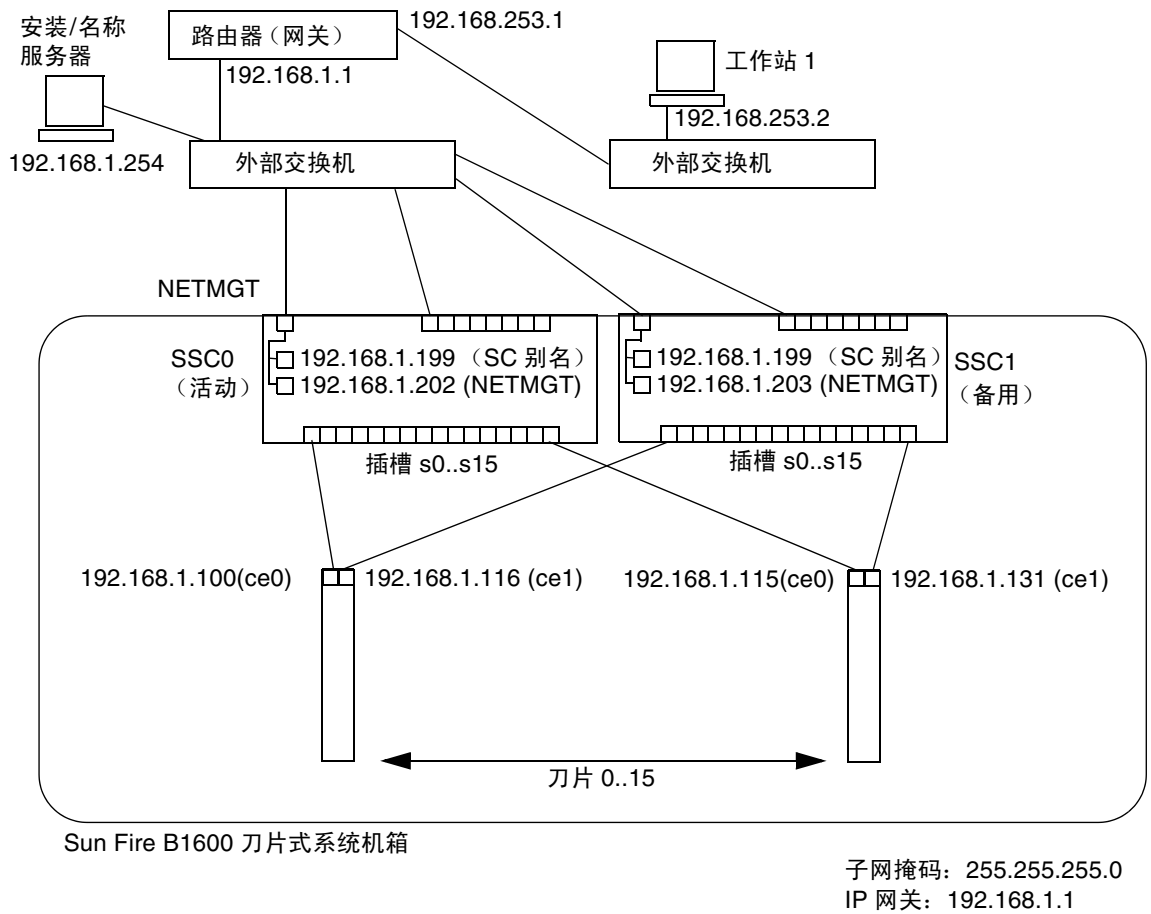 安装/名称
服务器
路由器（网关）
192.168.253.1
192.168.1.1
工作站 1
192.168.253.2
192.168.1.254
外部交换机
外部交换机
NETMGT
SSC0
（活动）
192.168.1.199 （SC 别名）
192.168.1.202 (NETMGT)
192.168.1.199 （SC 别名）
192.168.1.203 (NETMGT)
SSC1
（备用）
插槽 s0..s15
插槽 s0..s15
192.168.1.100(ce0)
192.168.1.116 (ce1)
192.168.1.115(ce0)
192.168.1.131 (ce1)
刀片 0..15
Sun Fire B1600 刀片式系统机箱
子网掩码：255.255.255.0
IP 网关：192.168.1.1